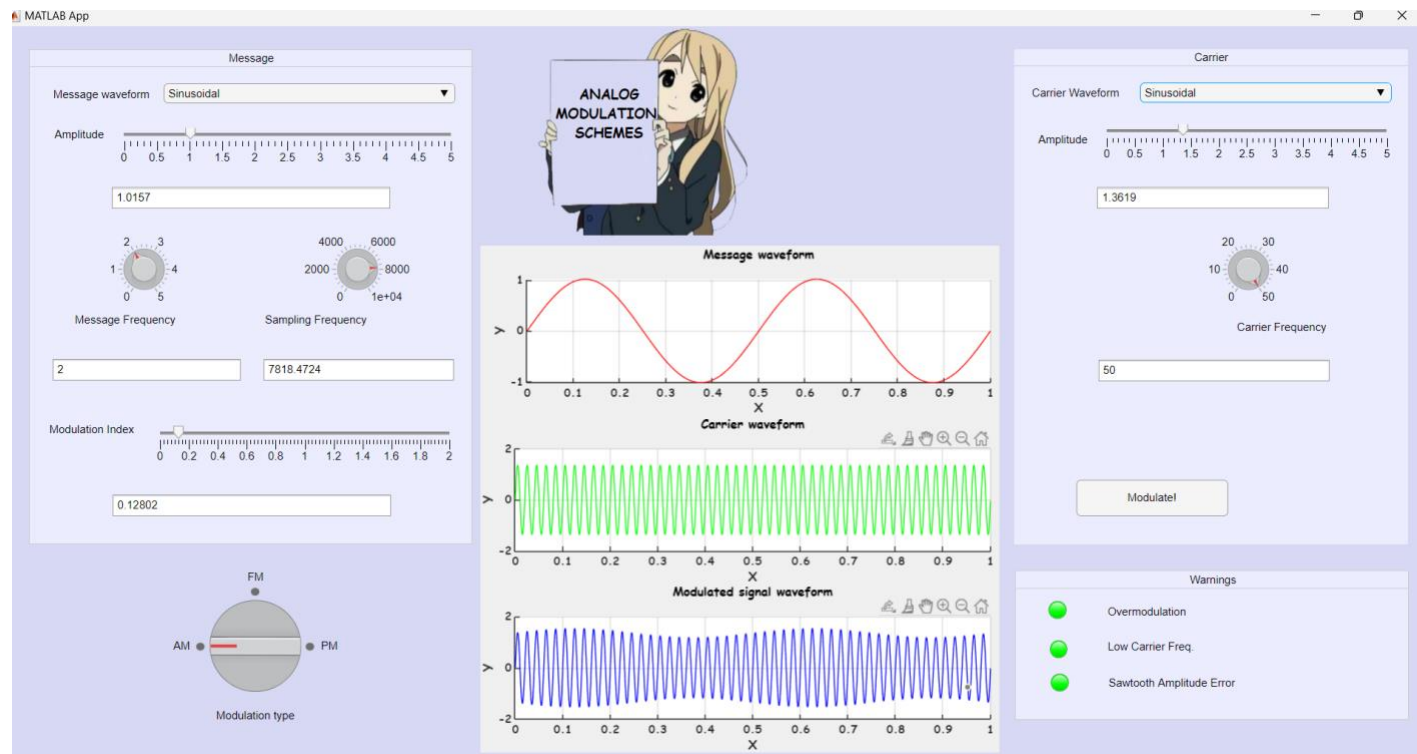 MATLAB App
Message
Message waveform Sinusoidal
Amplitude
0 0.5 1 1.5 2 2.5 3 3.5 4 4.5 5
1.0157
2 3
1 4
0 5
Message Frequency
4000 6000
2000 8000
0 1e+04
Sampling Frequency
2 7818.4724
Modulation Index
0 0.2 0.4 0.6 0.8 1 1.2 1.4 1.6 1.8 2
0.12802
FM
AM PM
Modulation type
ANALOG
MODULATION
SCHEMES
Message waveform
1
0
-1
y
0 0.1 0.2 0.3 0.4 0.5 0.6 0.7 0.8 0.9 1
X
Carrier waveform
2
0
-2
y
0 0.1 0.2 0.3 0.4 0.5 0.6 0.7 0.8 0.9 1
X
Modulated signal waveform
2
0
-2
y
0 0.1 0.2 0.3 0.4 0.5 0.6 0.7 0.8 0.9 1
X
Carrier
Carrier Waveform Sinusoidal
Amplitude
0 0.5 1 1.5 2 2.5 3 3.5 4 4.5 5
1.3619
20 30
10 40
0 50
Carrier Frequency
50
Modulate!
Warnings
Overmodulation
Low Carrier Freq.
Sawtooth Amplitude Error